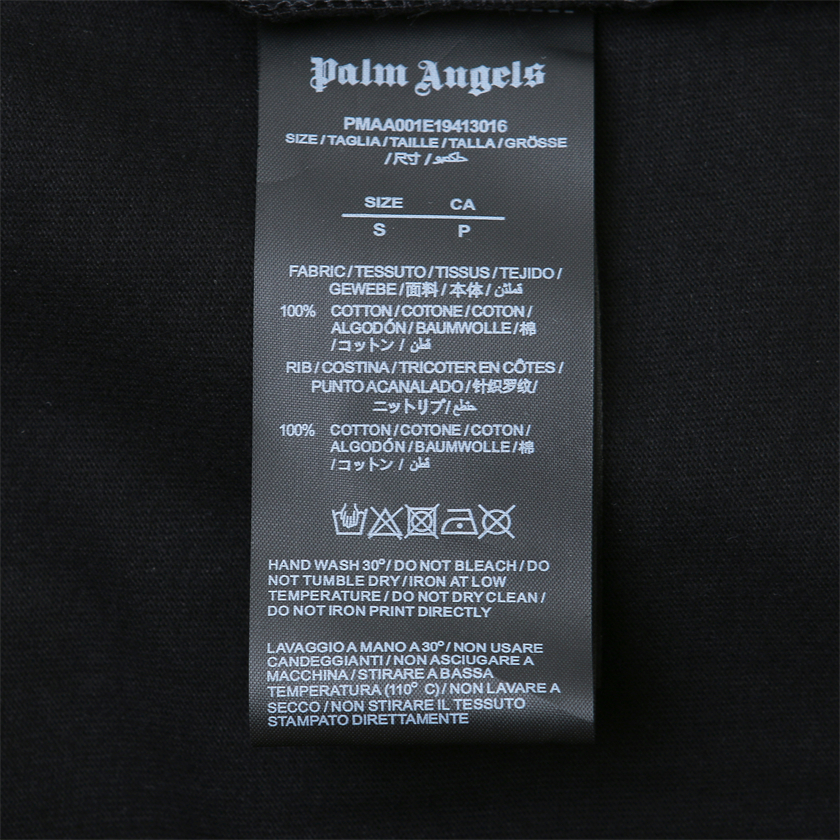 Palm Angels
PMAA001E19413016
SIZE / TAGLIA / TAILLE / TALLA / GRÖSSE
/ 尺寸 /
SIZE CA
S P
FABRIC / TESSUTO / TISSUS / TEJIDO /
GEWEBE / 面料 / 本体 /
100% COTTON / COTONE / COTON /
ALGODÓN / BAUMWOLLE / 棉
/ コットン / قطن
RIB / COSTINA / TRICOTER EN CÔTES /
PUNTO ACANALADO / 针织罗纹 /
ニットリブ /
100% COTTON / COTONE / COTON /
ALGODÓN / BAUMWOLLE / 棉
/ コットン / قطن
HAND WASH 30° / DO NOT BLEACH / DO
NOT TUMBLE DRY / IRON AT LOW
TEMPERATURE / DO NOT DRY CLEAN /
DO NOT IRON PRINT DIRECTLY
LAVAGGIO A MANO A 30° / NON USARE
CANDEGGIANTI / NON ASCIUGARE A
MACCHINA / STIRARE A BASSA
TEMPERATURA (110° C) / NON LAVARE A
SECCO / NON STIRARE IL TESSUTO
STAMPATO DIRETTAMENTE